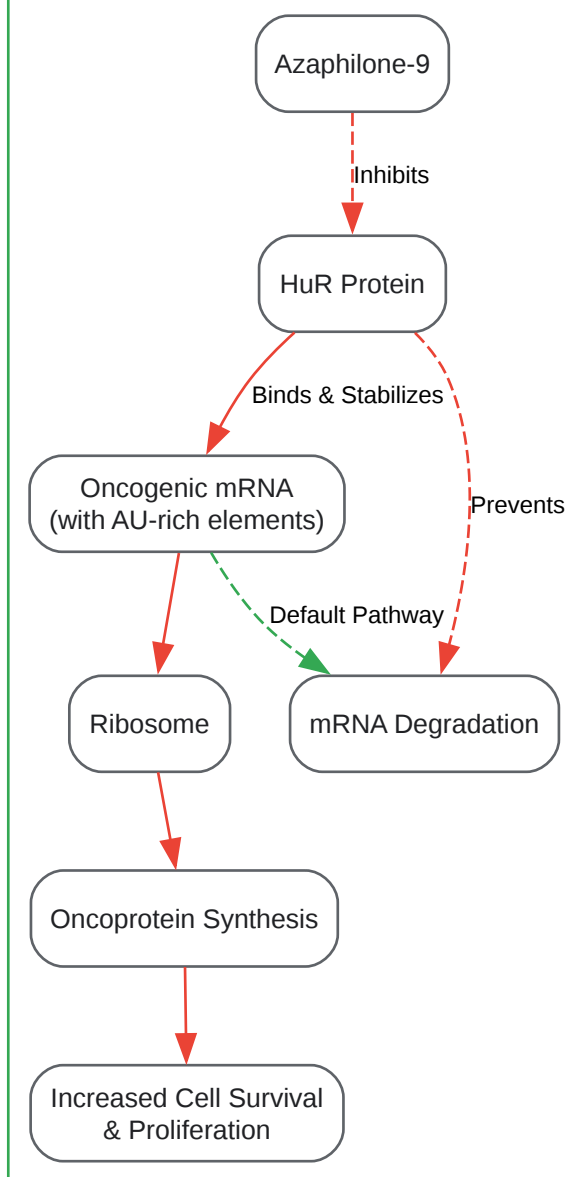 Azaphilone-9
Inhibits
HuR Protein
Binds & Stabilizes
Oncogenic mRNA
(with AU-rich elements)
Prevents
Default Pathway
Ribosome
mRNA Degradation
Oncoprotein Synthesis
Increased Cell Survival
& Proliferation